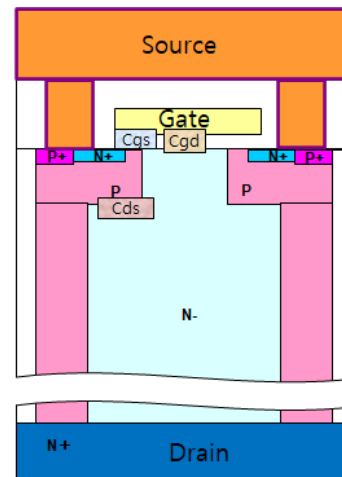 Source
Gate
Cgs Cgd
P+ N+ N+ P+
P P
Cds
N-
N+ Drain